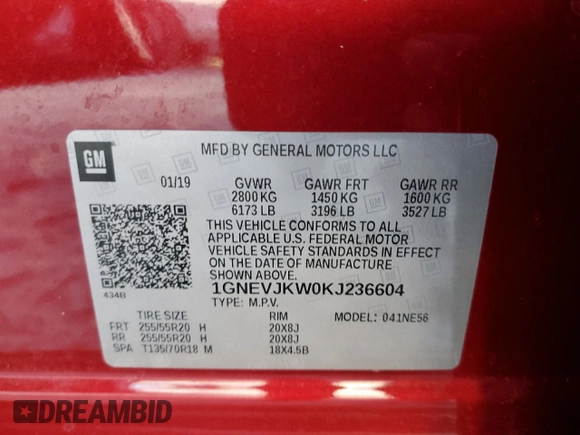 GM
MFD BY GENERAL MOTORS LLC
01/19 GVWR GAWR FRT GAWR RR
2800 KG 1450 KG 1600 KG
6173 LB 3196 LB 3527 LB
THIS VEHICLE CONFORMS TO ALL
APPLICABLE U.S. FEDERAL MOTOR
VEHICLE SAFETY STANDARDS IN EFFECT
ON THE DATE OF MANUFACTURE
SHOWN ABOVE.
434B
1GNEVJKW0KJ236604
TYPE: M.P.V. MODEL: 041NE56
TIRE SIZE RIM
FRT 255/55R20 H 20X8J
RR 255/55R20 H 20X8J
SPA T135/70R18 M 18X4.5B
DREAMBID